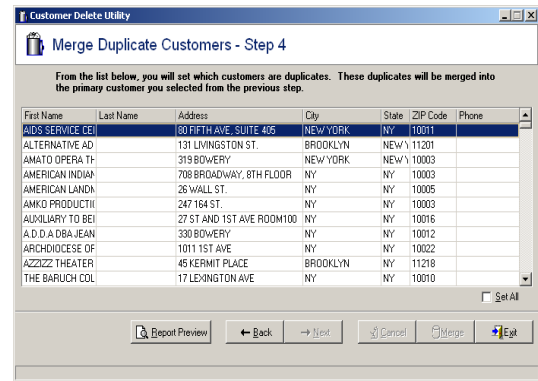 Customer Delete Utility
Merge Duplicate Customers - Step 4
From the list below, you will set which customers are duplicates. These duplicates will be merged into
the primary customer you selected from the previous step.
First Name Last Name Address City State ZIP Code Phone
AIDS SERVICE CEI 80 FIFTH AVE, SUITE 405 NEW YORK NY 10011
ALTERNATIVE AD 131 LIVINGSTON ST. BROOKLYN NEW Y 11201
AMATO OPERA TH 319 BOWERY NEW YORK NEW Y 10003
AMERICAN INDIAN 708 BROADWAY, 8TH FLOOR NY NY 10003
AMERICAN LANDM 26 WALL ST. NY NY 10005
AMKO PRODUCTI( 247 164 ST. NY NY 10003
AUXILIARY TO BEI 27 ST AND 1ST AVE ROOM100 NY NY 10016
A.D.D.A DBA JEAN 330 BOWERY NY NY 10012
ARCHDIOCESE OF 1011 1ST AVE NY NY 10022
AZZIZZ THEATER 45 KERMIT PLACE BROOKLYN NY 11218
THE BARUCH COL 17 LEXINGTON AVE NY NY 10010
Set All
Report Preview Back Next Cancel Merge Exit